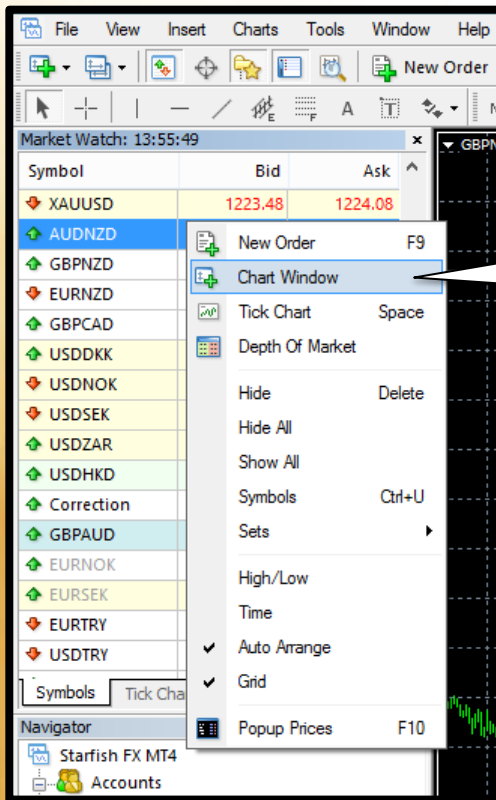 File View Insert Charts Tools Window Help
New Order
E F A T
Market Watch: 13:55:49
Symbol Bid Ask
XAUUSD 1223.48 1224.08
AUDNZD
GBPNZD
EURNZD
GBPCAD
USDDKK
USDNOK
USDSEK
USDZAR
USDHKD
Correction
GBPAUD
EURNOK
EURSEK
EURTRY
USDTRY
New Order F9
Chart Window
Tick Chart Space
Depth Of Market
Hide Delete
Hide All
Show All
Symbols Ctrl+U
Sets
High/Low
Time
Auto Arrange
Grid
Popup Prices F10
Symbols Tick Cha
Navigator
Starfish FX MT4
Accounts